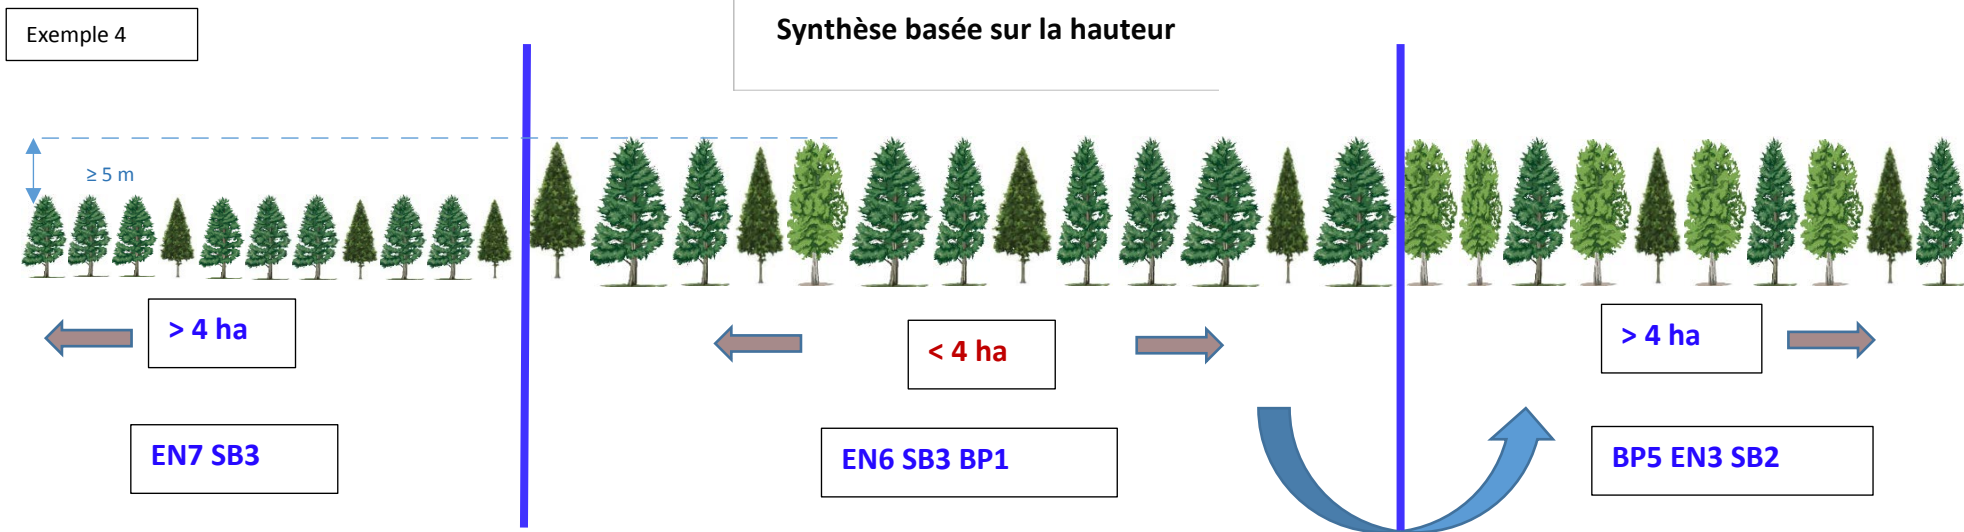 Exemple 4
Synthèse basée sur la hauteur
≥ 5 m
> 4 ha
< 4 ha
> 4 ha
EN7 SB3
EN6 SB3 BP1
BP5 EN3 SB2